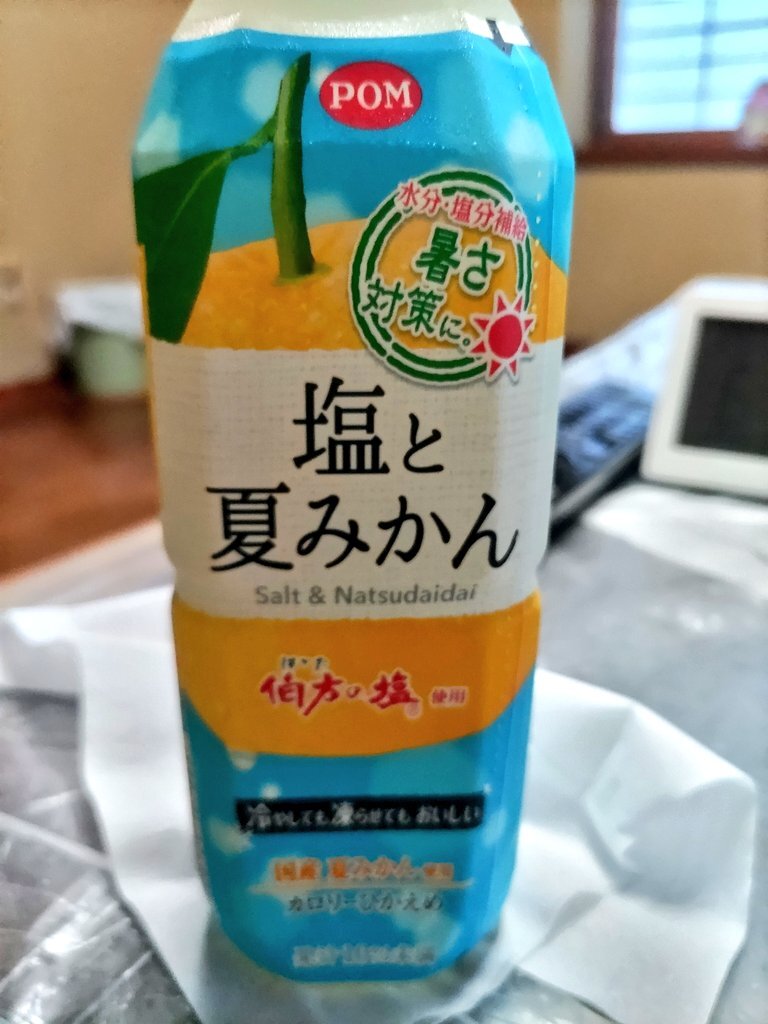 POM
水分・塩分補給
暑さ
対策に。
塩と
夏みかん
Salt & Natsudaidai
はかた
伯方の塩® 使用
冷やしても凍らせてもおいしい
国産 夏みかん 使用
カロリーひかえめ